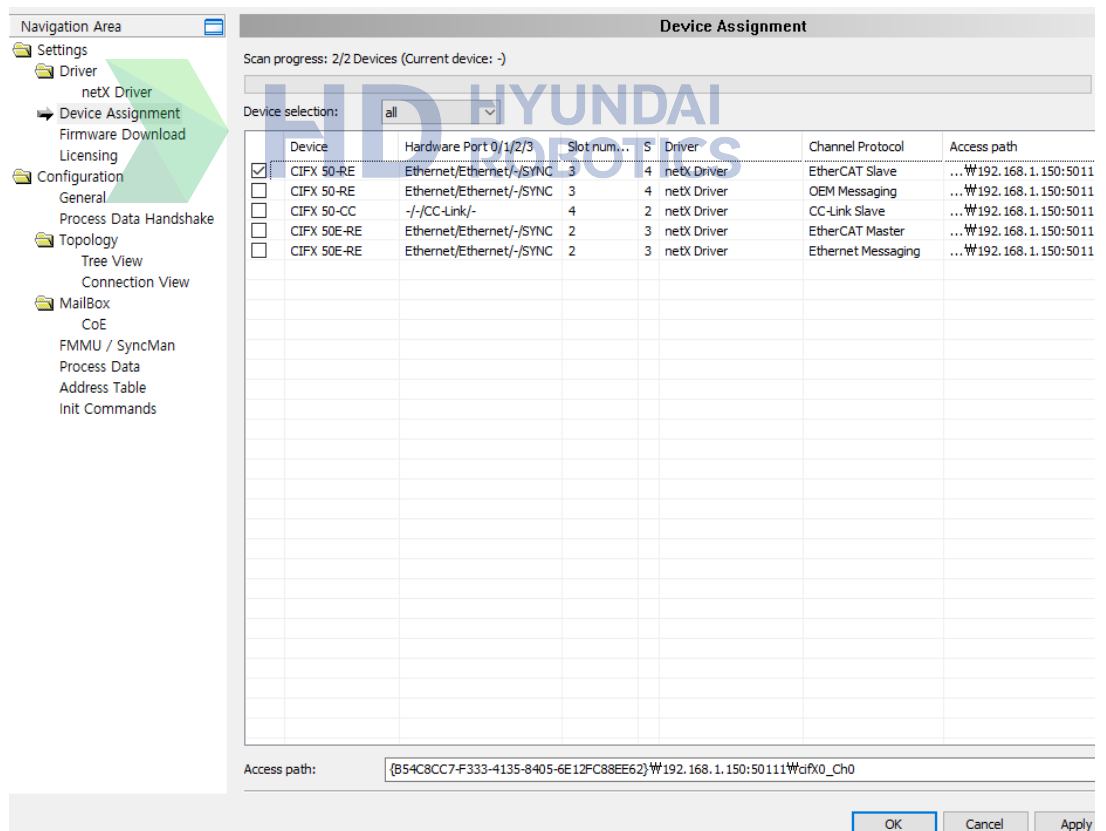 Navigation Area
Settings
Driver
netX Driver
Device Assignment
Firmware Download
Licensing
Configuration
General
Process Data Handshake
Topology
Tree View
Connection View
MailBox
CoE
FMMU / SyncMan
Process Data
Address Table
Init Commands
Device Assignment
Scan progress: 2/2 Devices (Current device: -)
Device selection: all
HD HYUNDAI
ROBOTICS
Device Hardware Port 0/1/2/3 Slot num... S Driver Channel Protocol Access path
CIFX 50-RE Ethernet/Ethernet/-/SYNC 3 4 netX Driver EtherCAT Slave ...₩192.168.1.150:5011
CIFX 50-RE Ethernet/Ethernet/-/SYNC 3 4 netX Driver OEM Messaging ...₩192.168.1.150:5011
CIFX 50-CC -/-/CC-Link/- 4 2 netX Driver CC-Link Slave ...₩192.168.1.150:5011
CIFX 50E-RE Ethernet/Ethernet/-/SYNC 2 3 netX Driver EtherCAT Master ...₩192.168.1.150:5011
CIFX 50E-RE Ethernet/Ethernet/-/SYNC 2 3 netX Driver Ethernet Messaging ...₩192.168.1.150:5011
Access path: {B54C8CC7-F333-4135-8405-6E12FC88EE62}₩192.168.1.150:50111₩cifX0_Ch0
OK Cancel Apply